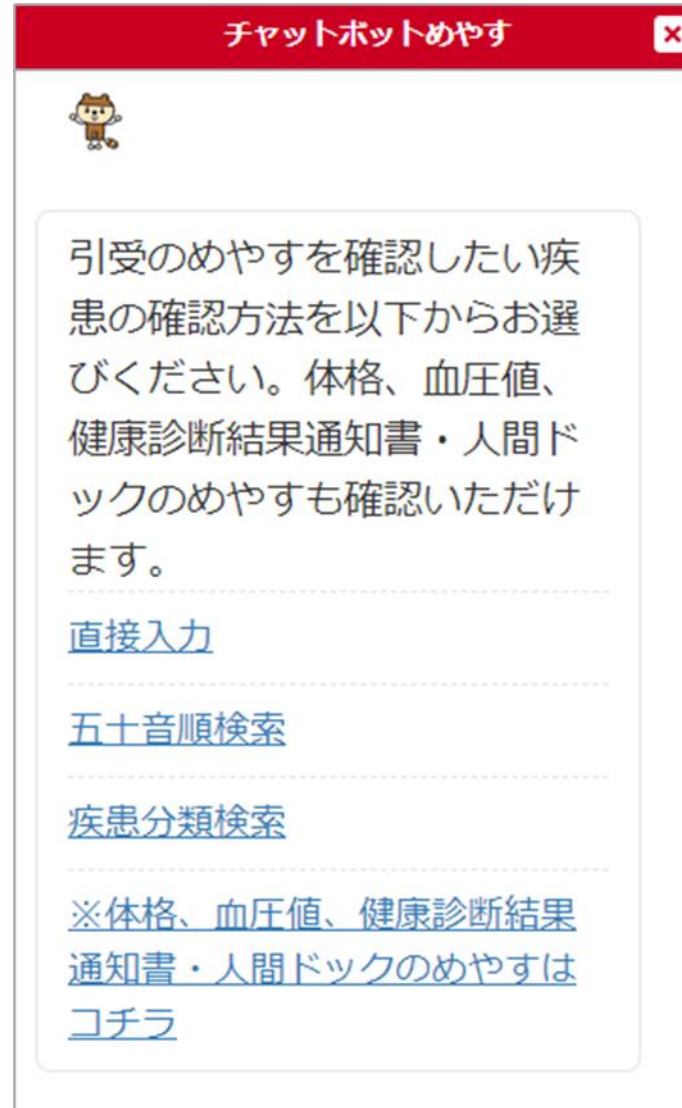 チャットボットめやす
引受のめやすを確認したい疾
患の確認方法を以下からお選
びください。体格、血圧値、
健康診断結果通知書・人間ド
ックのめやすも確認いただけ
ます。
直接入力
五十音順検索
疾患分類検索
※体格、血圧値、健康診断結果
通知書・人間ドックのめやすは
コチラ